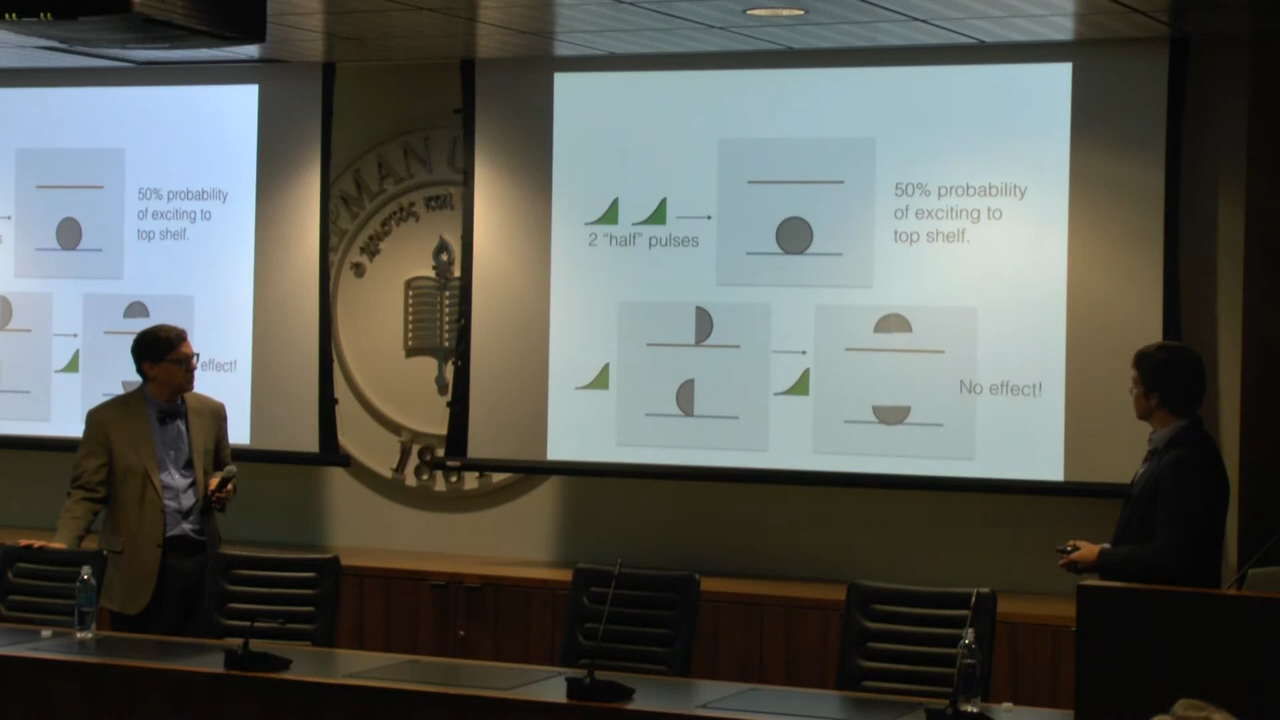 50% probability
of exciting to
top shelf.
effect!
50% probability
of exciting to
top shelf.
2 "half" pulses
No effect!